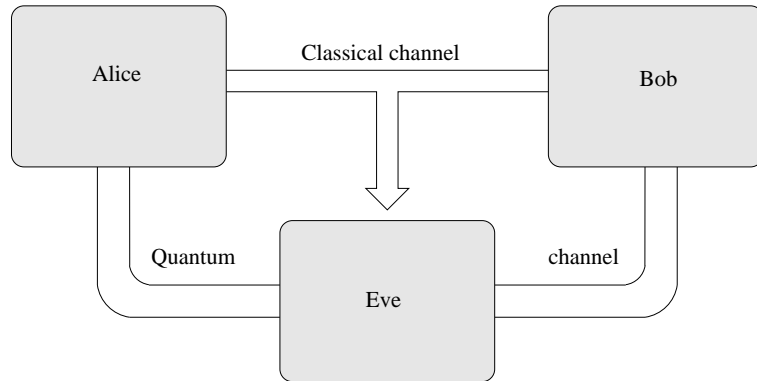 Classical channel
Alice
Bob
Quantum
channel
Eve